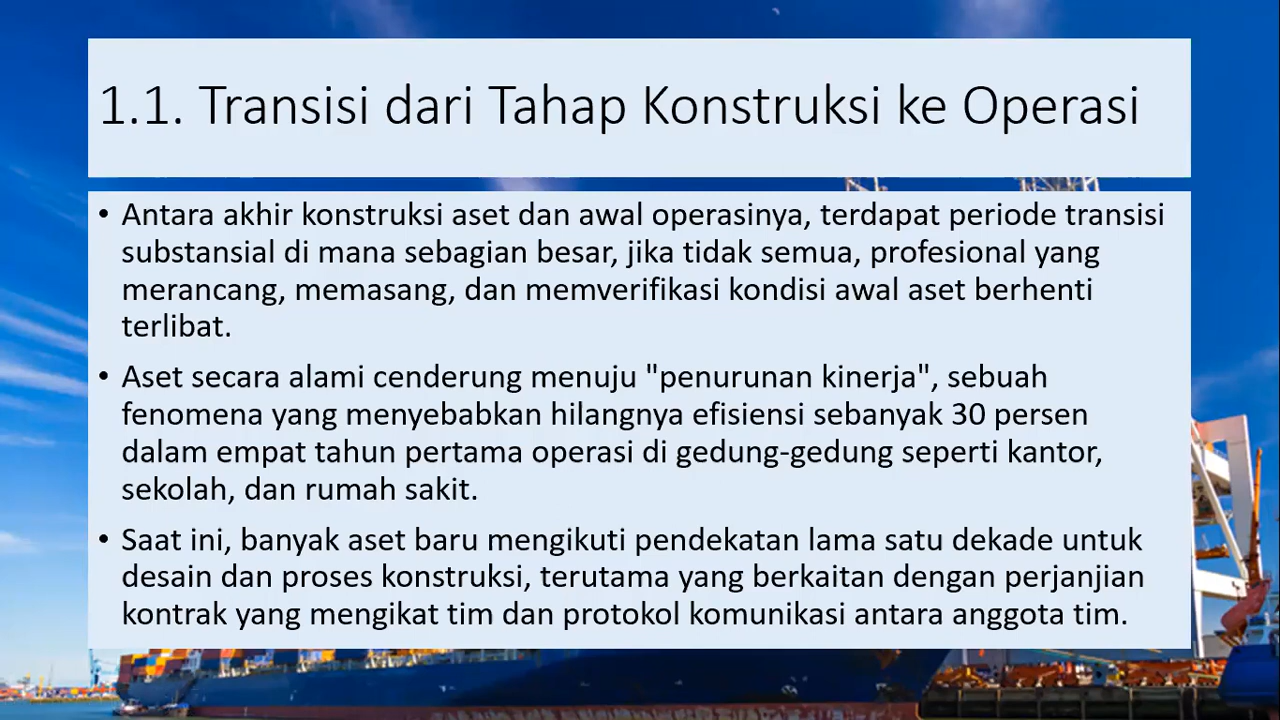 1.1. Transisi dari Tahap Konstruksi ke Operasi
• Antara akhir konstruksi aset dan awal operasinya, terdapat periode transisi
substansial di mana sebagian besar, jika tidak semua, profesional yang
merancang, memasang, dan memverifikasi kondisi awal aset berhenti
terlibat.
• Aset secara alami cenderung menuju "penurunan kinerja", sebuah
fenomena yang menyebabkan hilangnya efisiensi sebanyak 30 persen
dalam empat tahun pertama operasi di gedung-gedung seperti kantor,
sekolah, dan rumah sakit.
• Saat ini, banyak aset baru mengikuti pendekatan lama satu dekade untuk
desain dan proses konstruksi, terutama yang berkaitan dengan perjanjian
kontrak yang mengikat tim dan protokol komunikasi antara anggota tim.